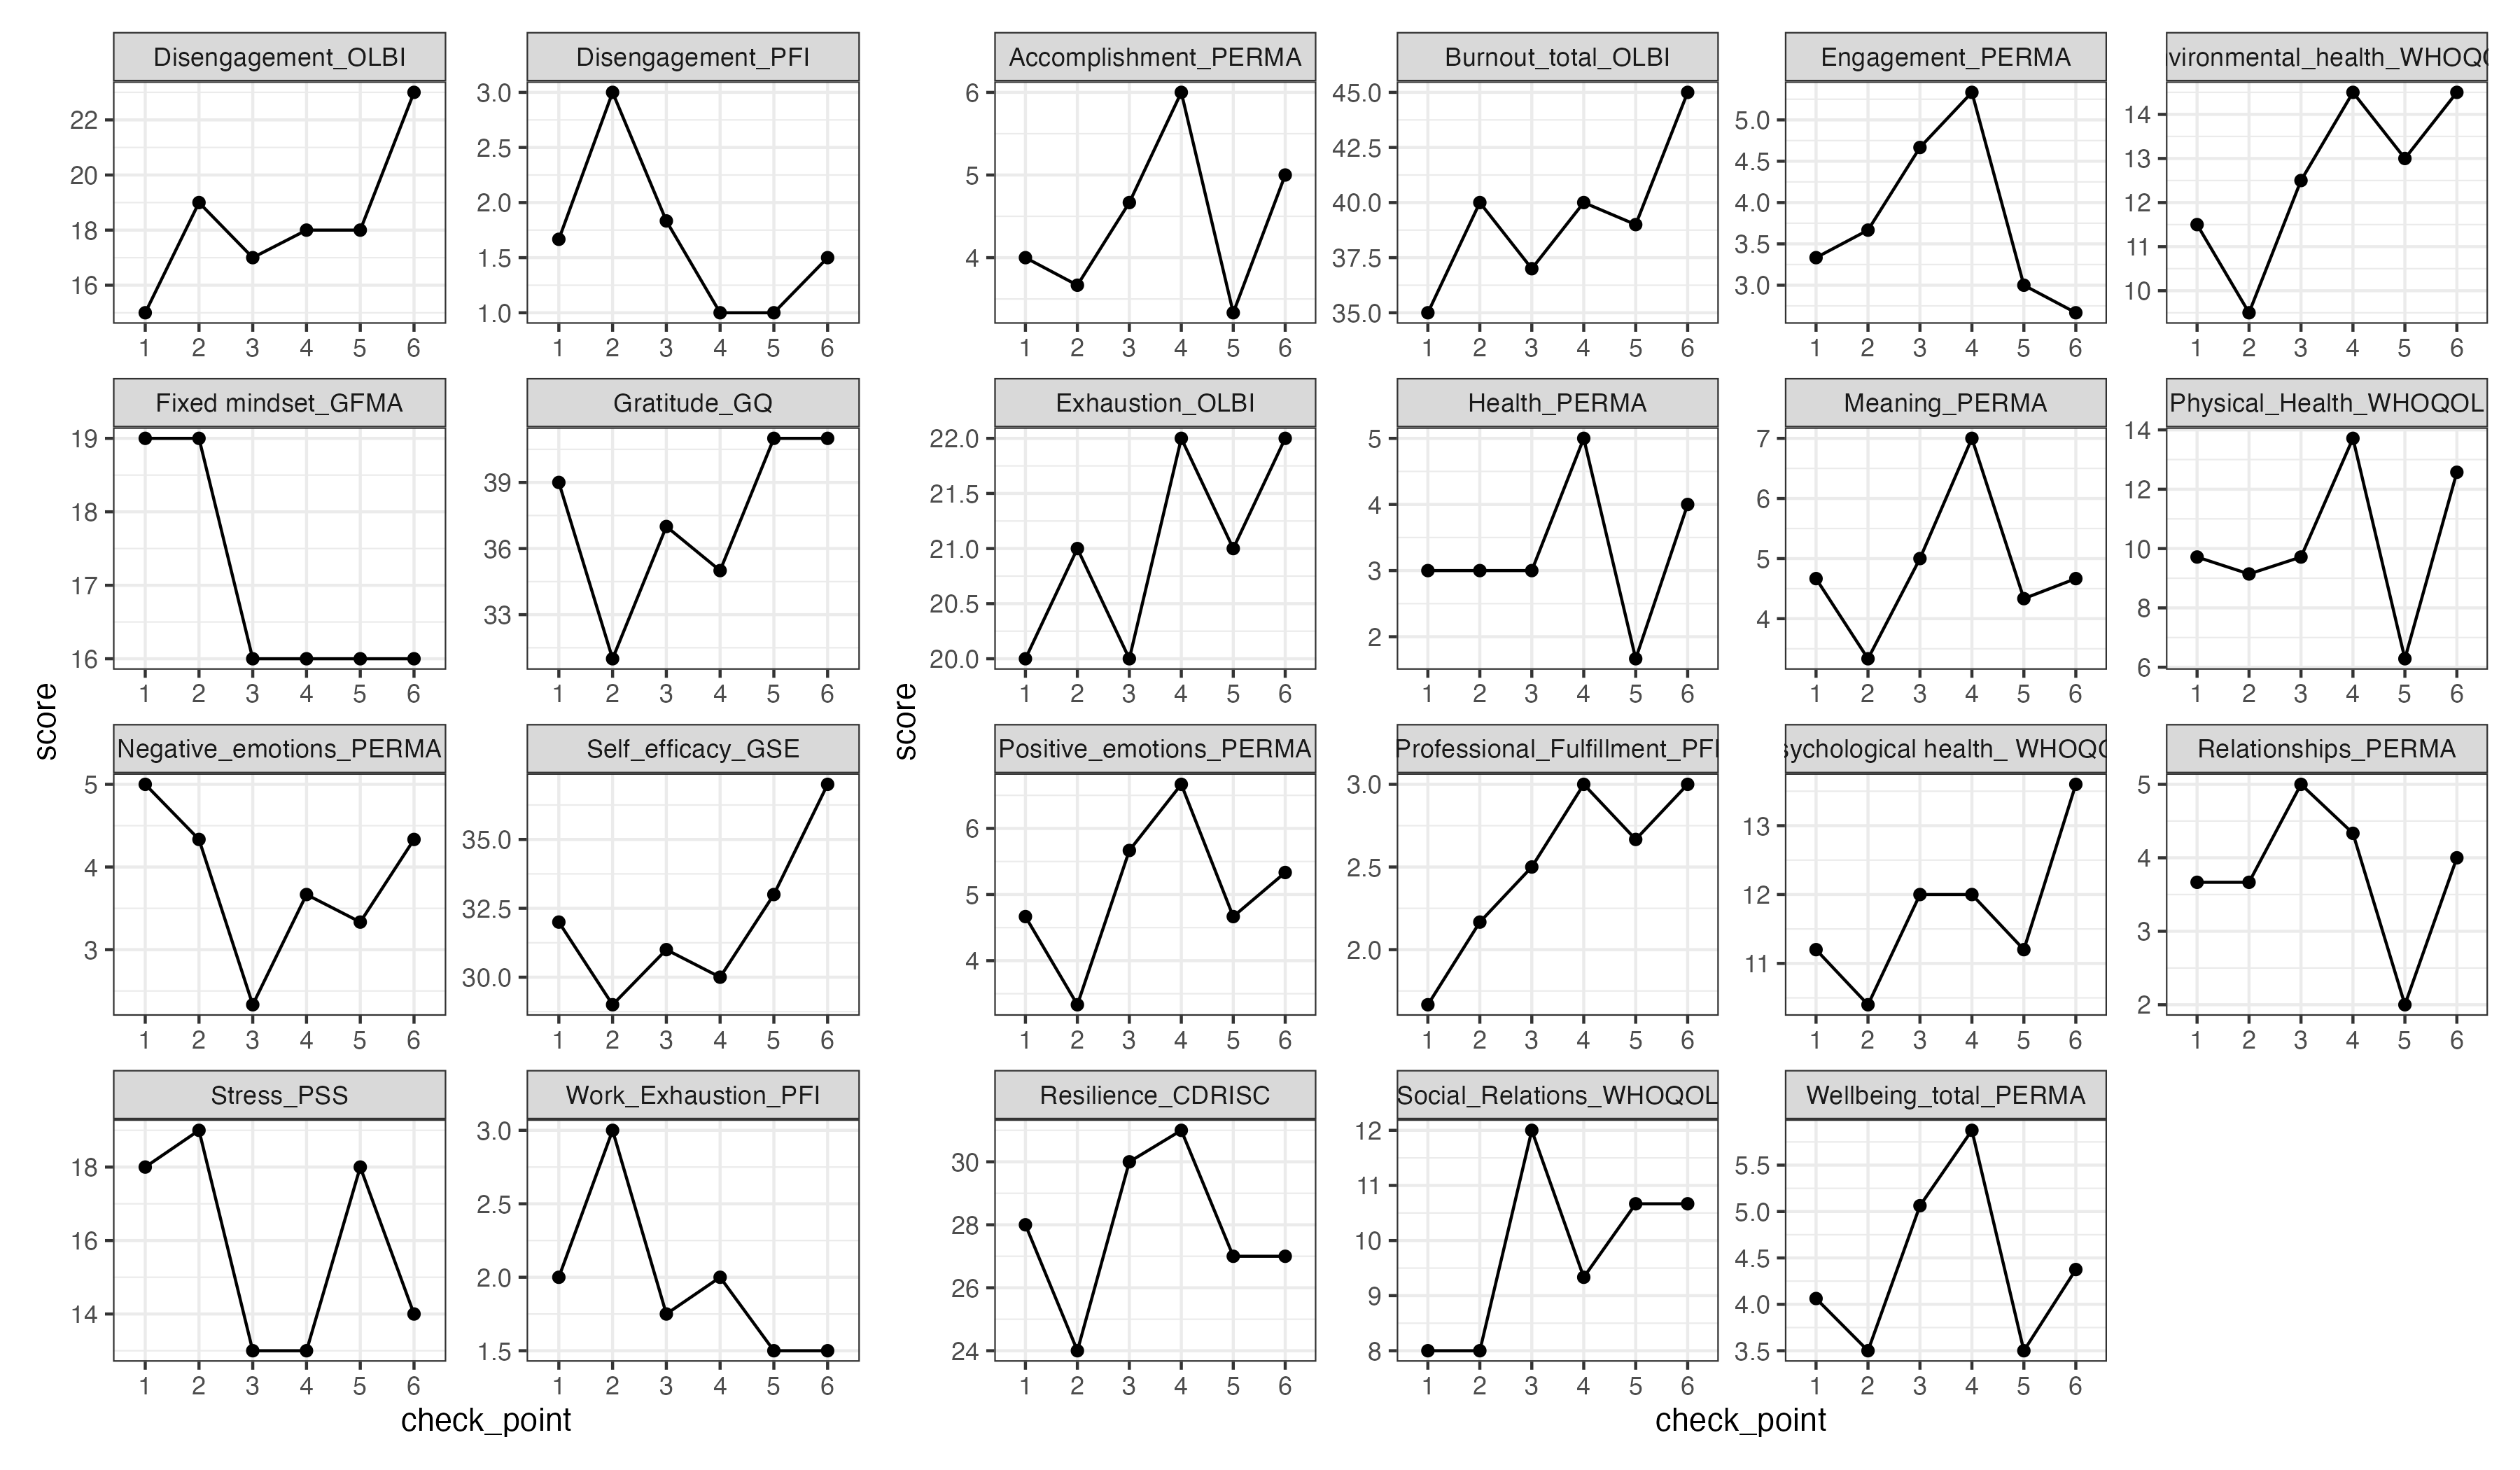 Disengagement_OLBI
22
20
18
16
1 2 3 4 5 6
Disengagement_PFI
3.0
2.5
2.0
1.5
1.0
1 2 3 4 5 6
Fixed mindset_GFMA
19
18
17
16
1 2 3 4 5 6
Gratitude_GQ
39
36
33
1 2 3 4 5 6
score
Negative_emotions_PERMA
5
4
3
1 2 3 4 5 6
Self_efficacy_GSE
35.0
32.5
30.0
1 2 3 4 5 6
Stress_PSS
18
16
14
1 2 3 4 5 6
Work_Exhaustion_PFI
3.0
2.5
2.0
1.5
1 2 3 4 5 6
check_point
Accomplishment_PERMA
6
5
4
1 2 3 4 5 6
Burnout_total_OLBI
45.0
42.5
40.0
37.5
35.0
1 2 3 4 5 6
Engagement_PERMA
5.0
4.5
4.0
3.5
3.0
1 2 3 4 5 6
vironmental_health_WHOQ
14
13
12
11
10
1 2 3 4 5 6
Exhaustion_OLBI
22.0
21.5
21.0
20.5
20.0
1 2 3 4 5 6
Health_PERMA
5
4
3
2
1 2 3 4 5 6
Meaning_PERMA
7
6
5
4
1 2 3 4 5 6
Physical_Health_WHOQOL
14
12
10
8
6
1 2 3 4 5 6
score
Positive_emotions_PERMA
6
5
4
1 2 3 4 5 6
Professional_Fulfillment_PFI
3.0
2.5
2.0
1 2 3 4 5 6
sychological health_ WHOQ
13
12
11
1 2 3 4 5 6
Relationships_PERMA
5
4
3
2
1 2 3 4 5 6
Resilience_CDRISC
30
28
26
24
1 2 3 4 5 6
Social_Relations_WHOQOL
12
11
10
9
8
1 2 3 4 5 6
Wellbeing_total_PERMA
5.5
5.0
4.5
4.0
3.5
1 2 3 4 5 6
check_point